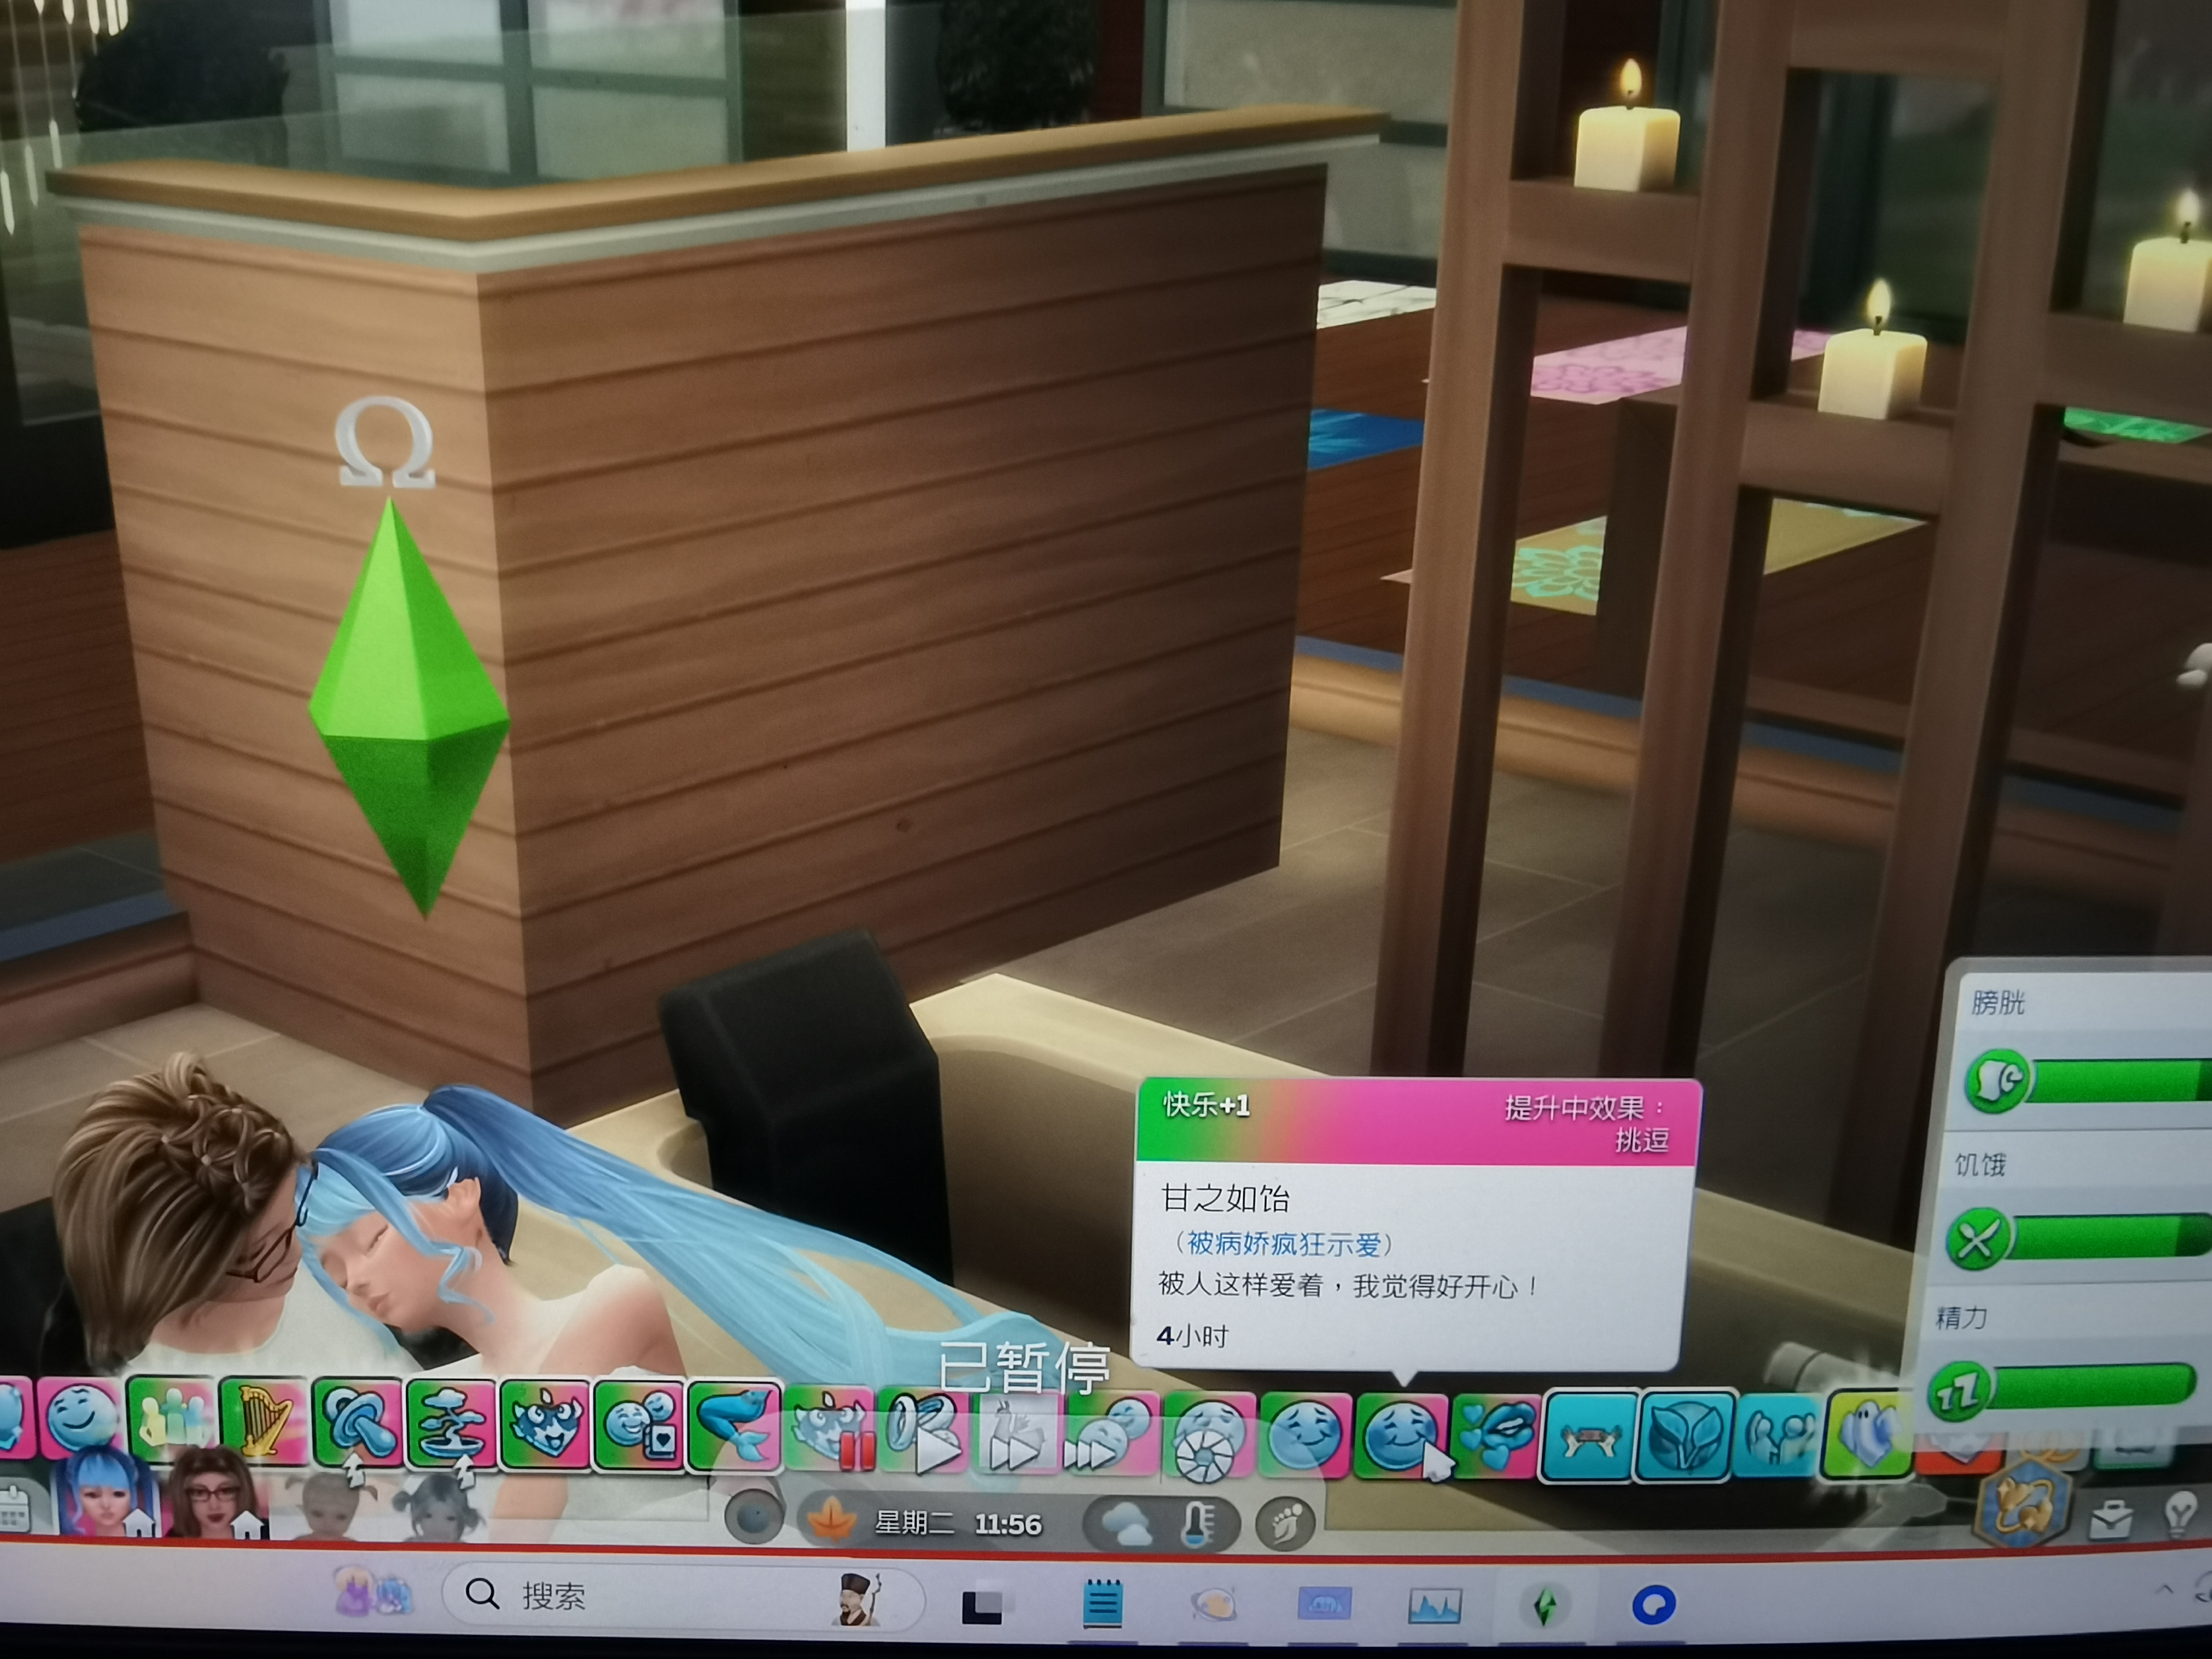 Ω
膀胱
快乐+1
提升中效果：
挑逗
饥饿
甘之如饴
（被病娇疯狂示爱）
被人这样爱着，我觉得好开心！
4小时
精力
已暂停
星期二 11:56
搜索